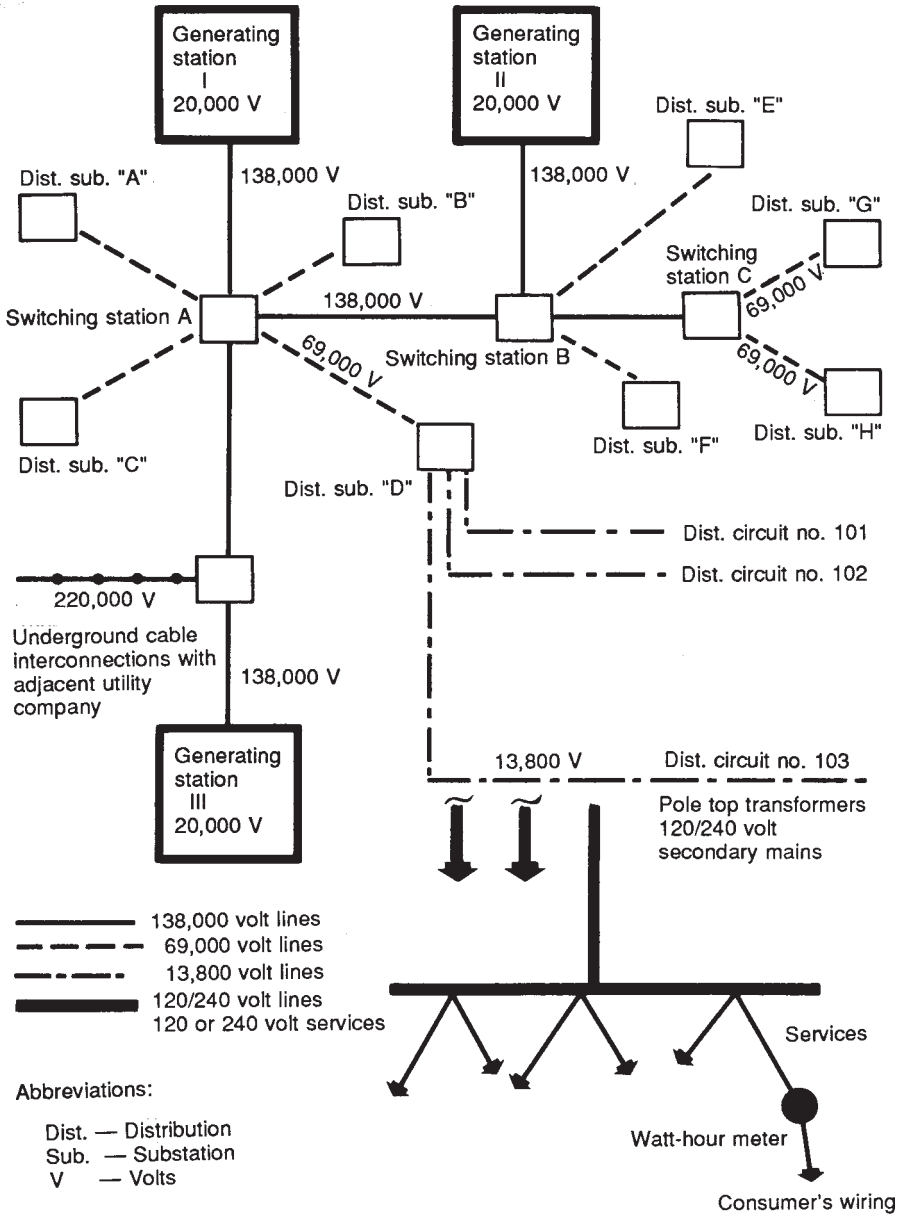 Generating
station
I
20,000 V
Generating
station
II
20,000 V
Dist. sub. "E"
138,000 V
138,000 V
Dist. sub. "A"
Dist. sub. "B"
Dist. sub. "G"
Switching
station C
69,000 V
138,000 V
Switching station A
Switching station B
69,000 V
69,000 V
Dist. sub. "C"
Dist. sub. "F"
Dist. sub. "H"
Dist. sub. "D"
Dist. circuit no. 101
Dist. circuit no. 102
220,000 V
Underground cable
interconnections with
adjacent utility
company
138,000 V
Generating
station
III
20,000 V
13,800 V
Dist. circuit no. 103
Pole top transformers
120/240 volt
secondary mains
138,000 volt lines
69,000 volt lines
13,800 volt lines
120/240 volt lines
120 or 240 volt services
Services
Abbreviations:
Dist. — Distribution
Sub. — Substation
V — Volts
Watt-hour meter
Consumer's wiring